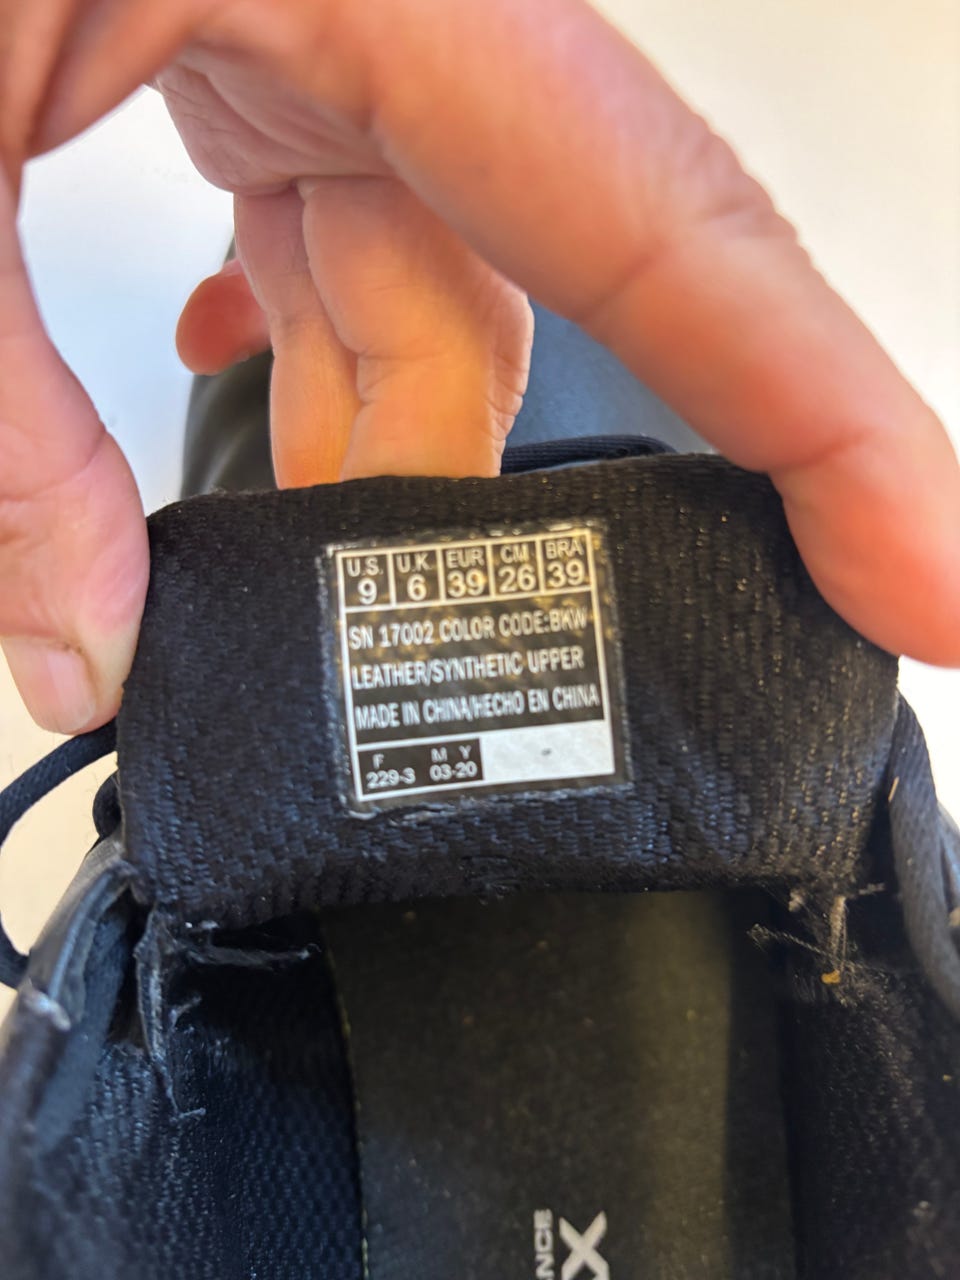 U.S. U.K. EUR CM BRA
9 6 39 26 39
SN 17002 COLOR CODE:BKW
LEATHER/SYNTHETIC UPPER
MADE IN CHINA/HECHO EN CHINA
F M Y
229-3 03-20
ANCE
X